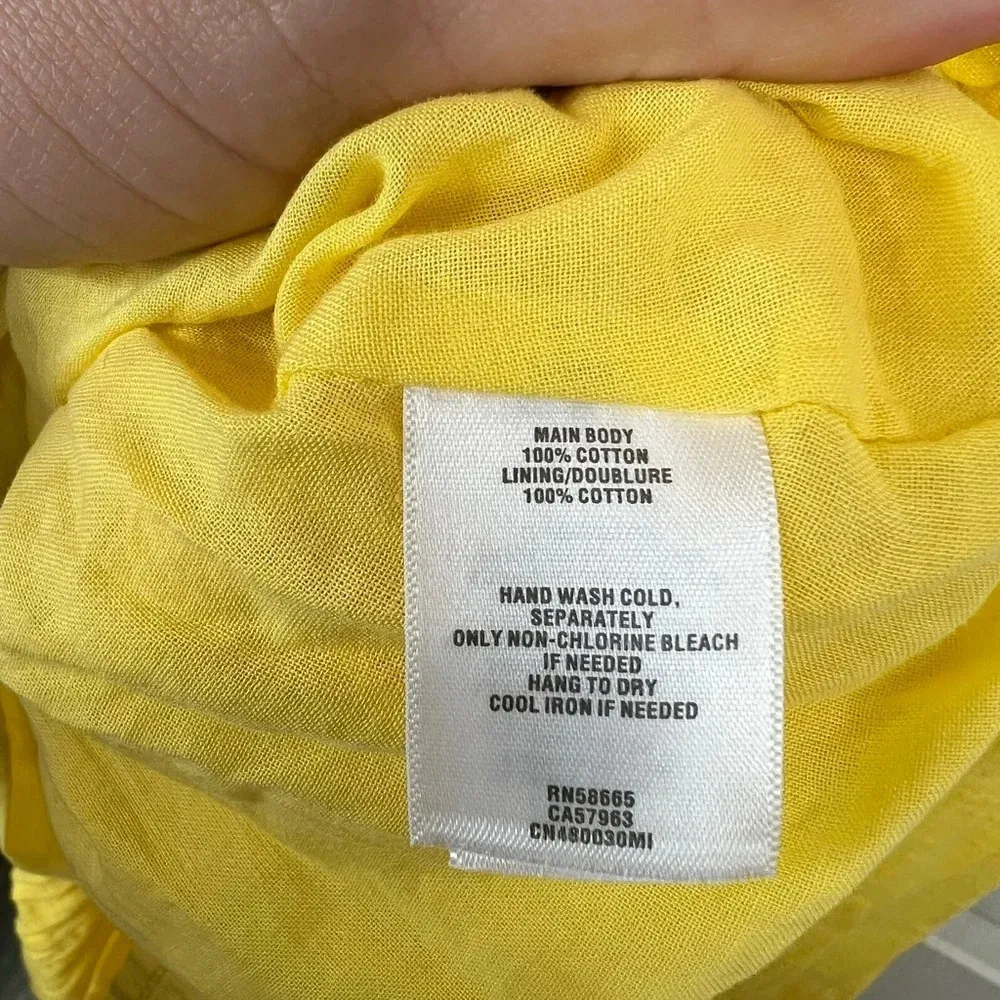 MAIN BODY
100% COTTON
LINING/DOUBLURE
100% COTTON
HAND WASH COLD,
SEPARATELY
ONLY NON-CHLORINE BLEACH
IF NEEDED
HANG TO DRY
COOL IRON IF NEEDED
RN58665
CA57963
CN480030MI